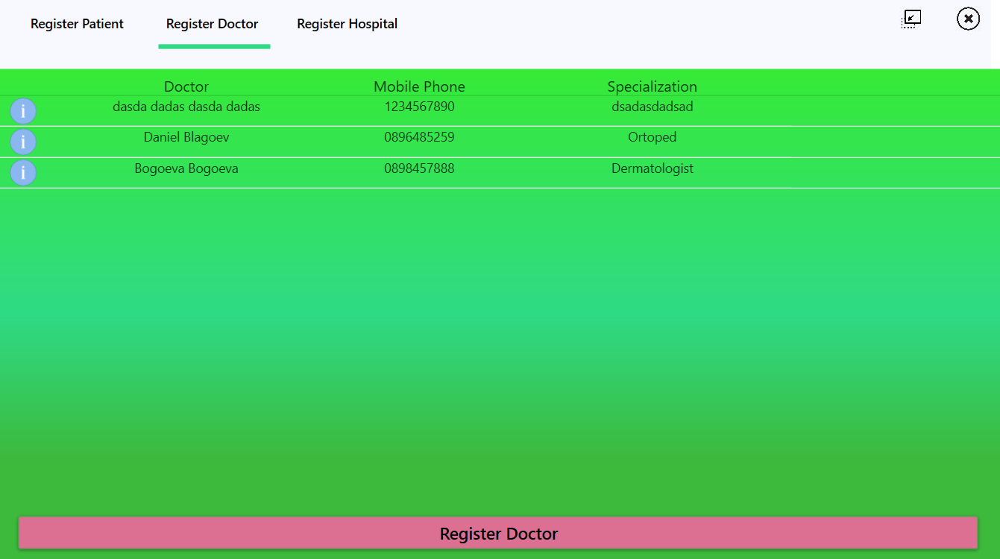 Register Patient Register Doctor Register Hospital
Doctor Mobile Phone Specialization
i dasda dadas dasda dadas 1234567890 dsadasdadsad
i Daniel Blagoev 0896485259 Ortoped
i Bogoeva Bogoeva 0898457888 Dermatologist
Register Doctor